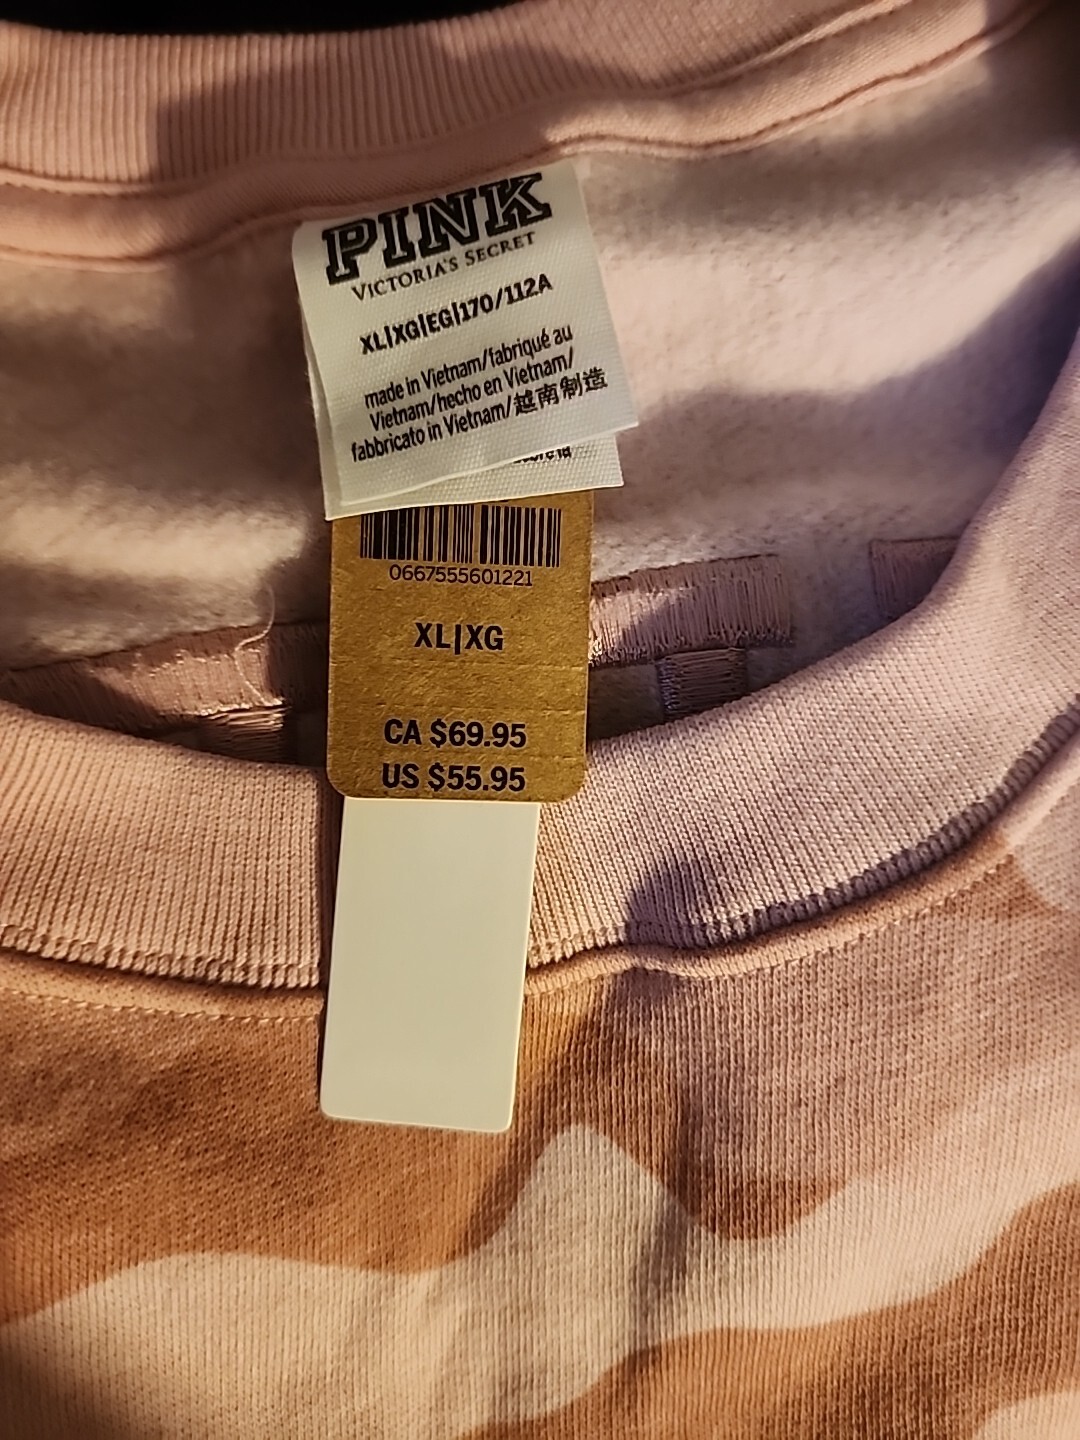 PINK
VICTORIA'S SECRET
XL|XG|EG|170/112A
made in Vietnam/fabriqué au
Vietnam/hecho en Vietnam/
fabbricato in Vietnam/越南制造
0667555601221
XL|XG
CA $69.95
US $55.95